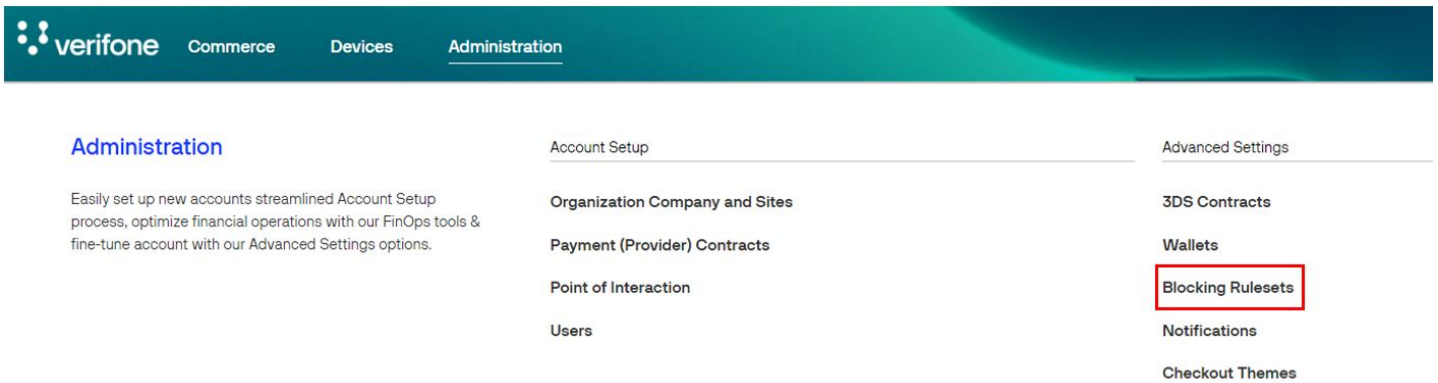 verifone Commerce Devices Administration
Administration
Easily set up new accounts streamlined Account Setup
process, optimize financial operations with our FinOps tools &
fine-tune account with our Advanced Settings options.
Account Setup
Organization Company and Sites
Payment (Provider) Contracts
Point of Interaction
Users
Advanced Settings
3DS Contracts
Wallets
Blocking Rulesets
Notifications
Checkout Themes